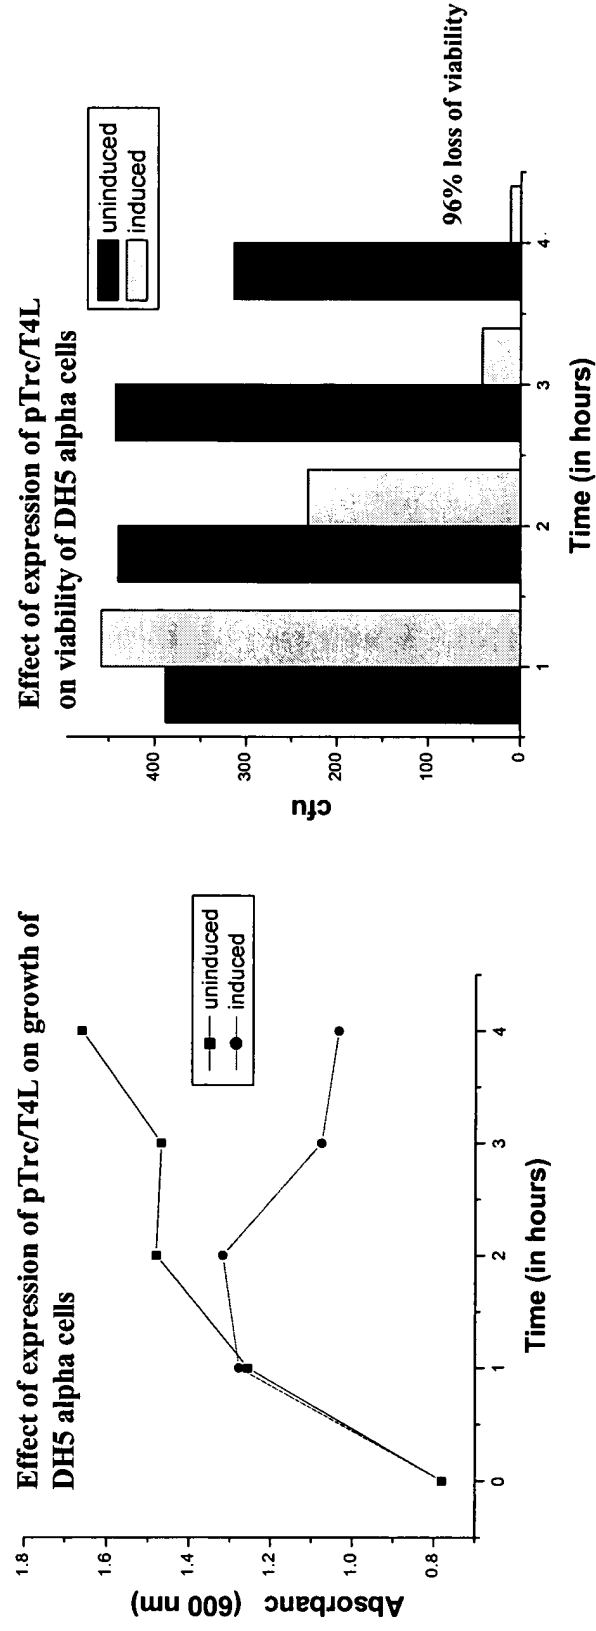 Effect of expression of pTrc/T4L on growth of
DH5 alpha cells
uninduced
induced
1.8
1.6
1.4
1.2
1.0
0.8
Absorbanc (600 nm)
0
1
2
3
4
Time (in hours)
Effect of expression of pTrc/T4L
on viability of DH5 alpha cells
uninduced
induced
96% loss of viability
400
300
200
100
0
cfu
1
2
3
4
Time (in hours)